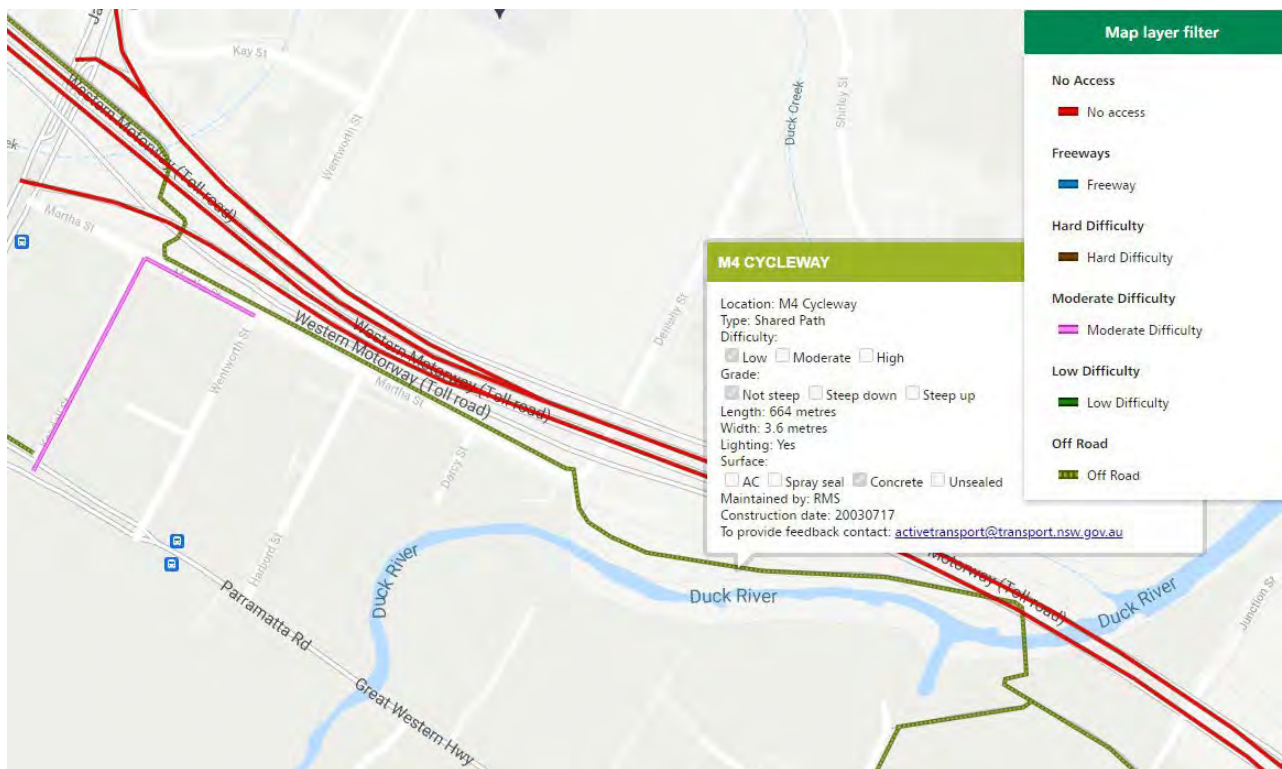 Map layer filter
No Access
No access
Freeways
Freeway
Hard Difficulty
Hard Difficulty
Moderate Difficulty
Moderate Difficulty
Low Difficulty
Low Difficulty
Off Road
Off Road
M4 CYCLEWAY
Location: M4 Cycleway
Type: Shared Path
Difficulty:
Low Moderate High
Grade:
Not steep Steep down Steep up
Length: 664 metres
Width: 3.6 metres
Lighting: Yes
Surface:
AC Spray seal Concrete Unsealed
Maintained by: RMS
Construction date: 20030717
To provide feedback contact: activetransport@transport.nsw.gov.au
Kay St
Wentworth St
Duck Creek
Shirley St
Western Motorway (Toll road)
Western Motorway (Toll road)
Martha St
Deniehy St
Wentworth St
Western Motorway (Toll road)
Western Motorway (Toll road)
Martha St
Darcy St
Harbord St
Duck River
Duck River
Motorway (Toll road)
Duck River
Junction St
Parramatta Rd
Great Western Hwy